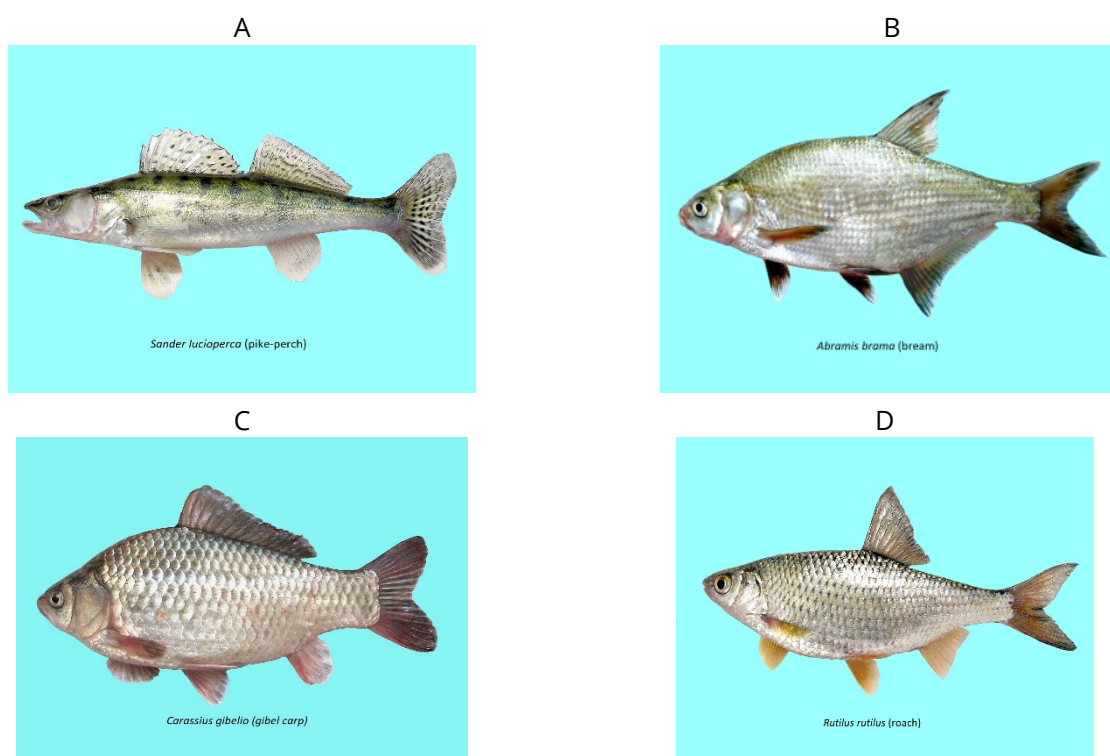 A
B
Sander lucioperca (pike-perch)
Abramis brama (bream)
C
D
Carassius gibelio (gibel carp)
Rutilus rutilus (roach)